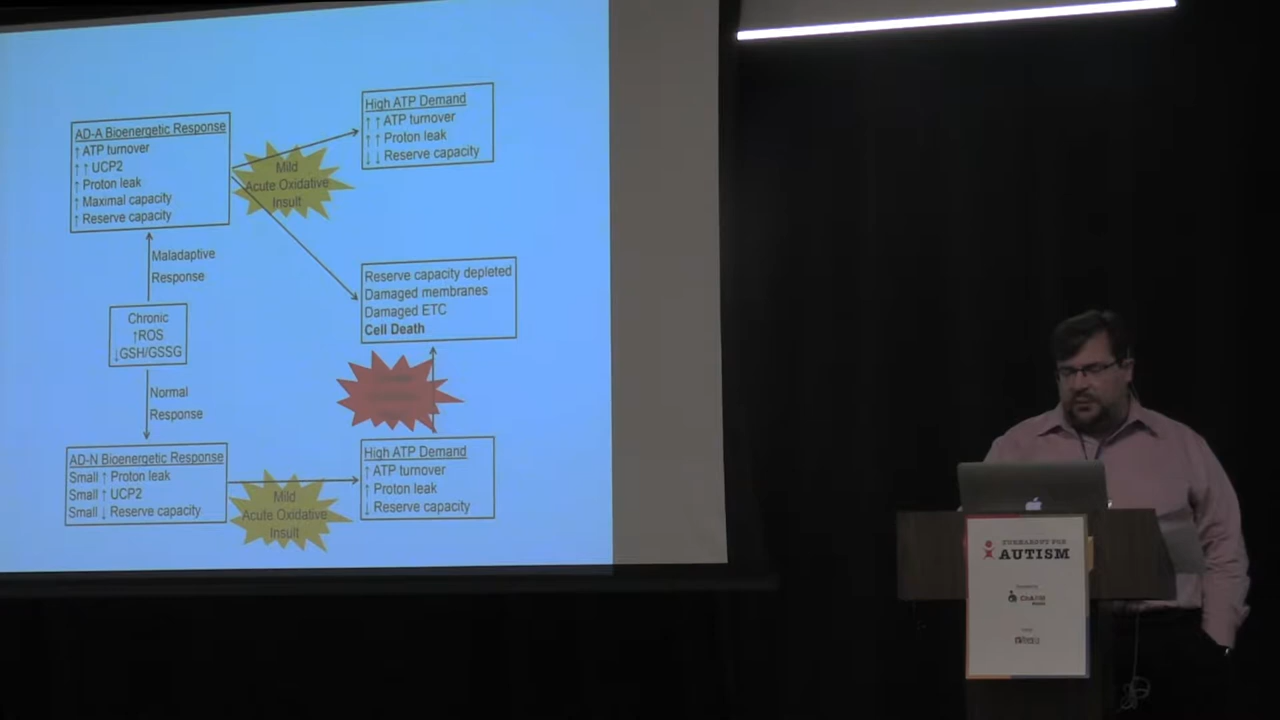 AD-A Bioenergetic Response
↑ ATP turnover
↑ ↑ UCP2
↑ Proton leak
↑ Maximal capacity
↑ Reserve capacity
Mild
Acute Oxidative
Insult
High ATP Demand
↑ ↑ ATP turnover
↑ ↑ Proton leak
↓ ↓ Reserve capacity
Maladaptive
Response
Reserve capacity depleted
Damaged membranes
Damaged ETC
Cell Death
Chronic
↑ROS
↓GSH/GSSG
Normal
Response
AD-N Bioenergetic Response
Small ↑ Proton leak
Small ↑ UCP2
Small ↓ Reserve capacity
Mild
Acute Oxidative
Insult
High ATP Demand
↑ ATP turnover
↑ Proton leak
↓ Reserve capacity
AUTISM